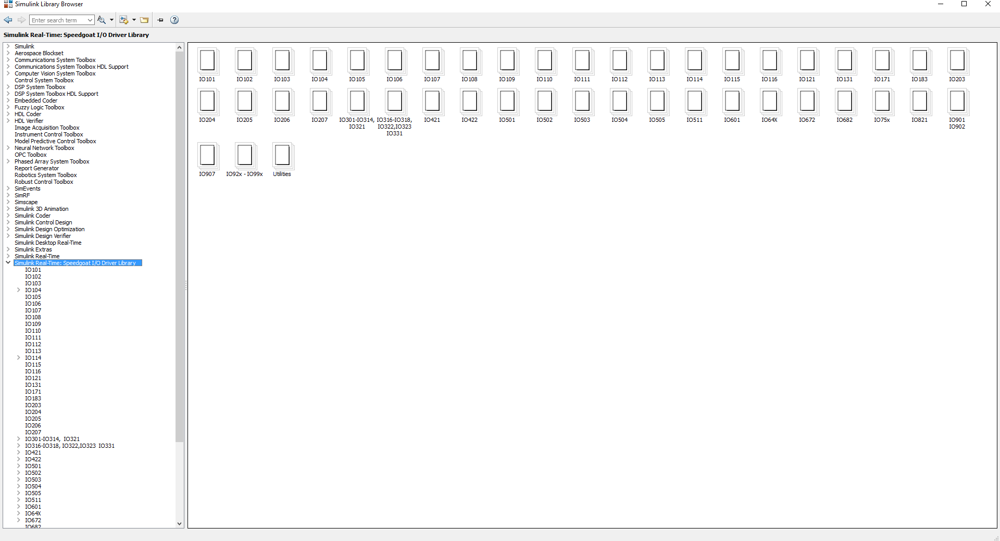 Simulink Library Browser
Enter search term
Simulink Real-Time: Speedgoat I/O Driver Library
Simulink
Aerospace Blockset
Communications System Toolbox
Communications System Toolbox HDL Support
Computer Vision System Toolbox
Control System Toolbox
DSP System Toolbox
DSP System Toolbox HDL Support
Embedded Coder
Fuzzy Logic Toolbox
HDL Coder
HDL Verifier
Image Acquisition Toolbox
Instrument Control Toolbox
Model Predictive Control Toolbox
Neural Network Toolbox
OPC Toolbox
Phased Array System Toolbox
Report Generator
Robotics System Toolbox
Robust Control Toolbox
SimEvents
SimRF
Simscape
Simulink 3D Animation
Simulink Coder
Simulink Control Design
Simulink Design Optimization
Simulink Design Verifier
Simulink Desktop Real-Time
Simulink Extras
Simulink Real-Time
Simulink Real-Time: Speedgoat I/O Driver Library
IO101
IO102
IO103
IO104
IO105
IO106
IO107
IO108
IO109
IO110
IO111
IO112
IO113
IO114
IO115
IO116
IO121
IO131
IO171
IO183
IO203
IO204
IO205
IO206
IO207
IO301-IO314, IO321
IO316-IO318, IO322,IO323 IO331
IO421
IO422
IO501
IO502
IO503
IO504
IO505
IO511
IO601
IO64X
IO672
IO682
IO101 IO102 IO103 IO104 IO105 IO106 IO107 IO108 IO109 IO110 IO111 IO112 IO113 IO114 IO115 IO116 IO121 IO131 IO171 IO183 IO203
IO204 IO205 IO206 IO207 IO301-IO314, IO316-IO318, IO421 IO422 IO501 IO502 IO503 IO504 IO505 IO511 IO601 IO64X IO672 IO682 IO75x IO821 IO901
IO321 IO322,IO323 IO902
IO331
IO907 IO92x - IO99x Utilities